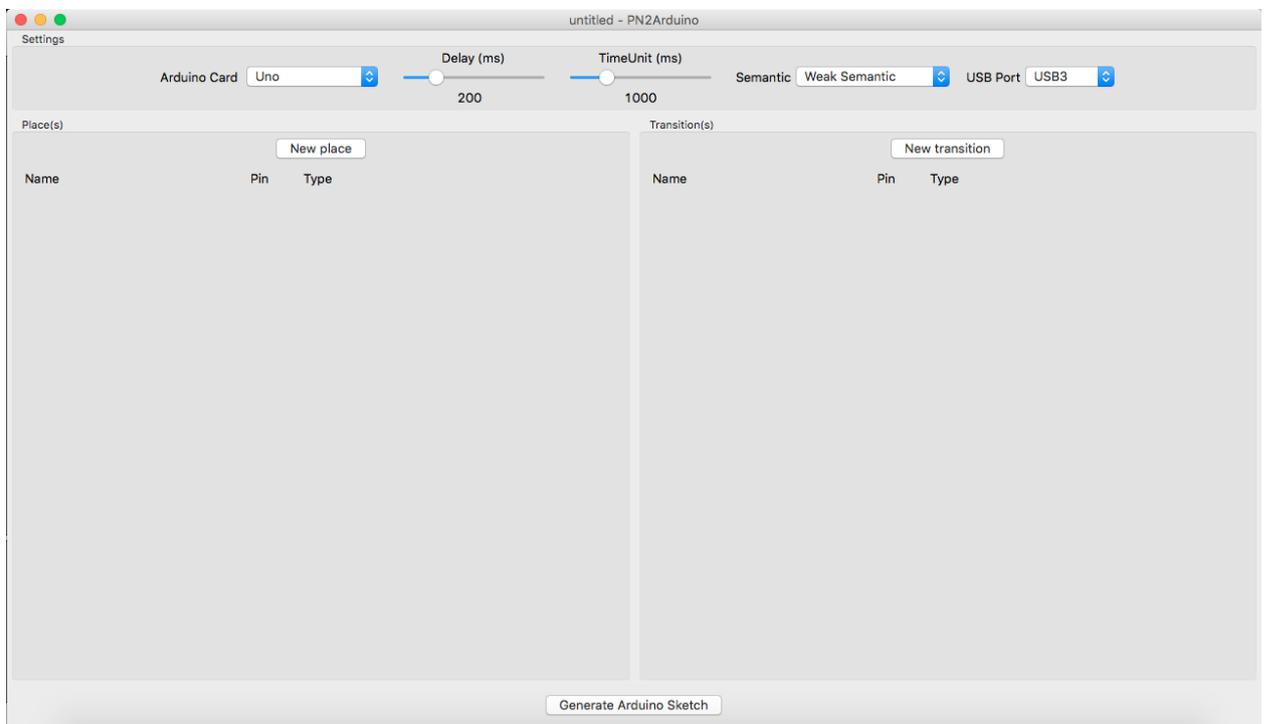 untitled - PN2Arduino
Settings
Delay (ms) TimeUnit (ms)
Arduino Card Uno Semantic Weak Semantic USB Port USB3
200 1000
Place(s) Transition(s)
New place New transition
Name Pin Type Name Pin Type
Generate Arduino Sketch